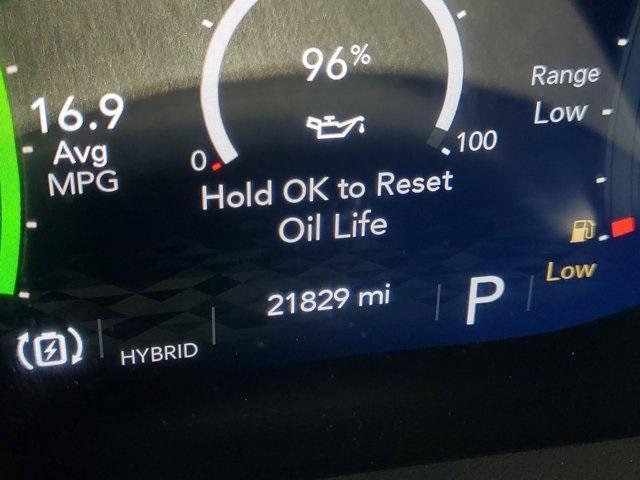 96%
Range
Low
16.9
Avg
MPG
0
100
Hold OK to Reset
Oil Life
Low
21829 mi
P
HYBRID